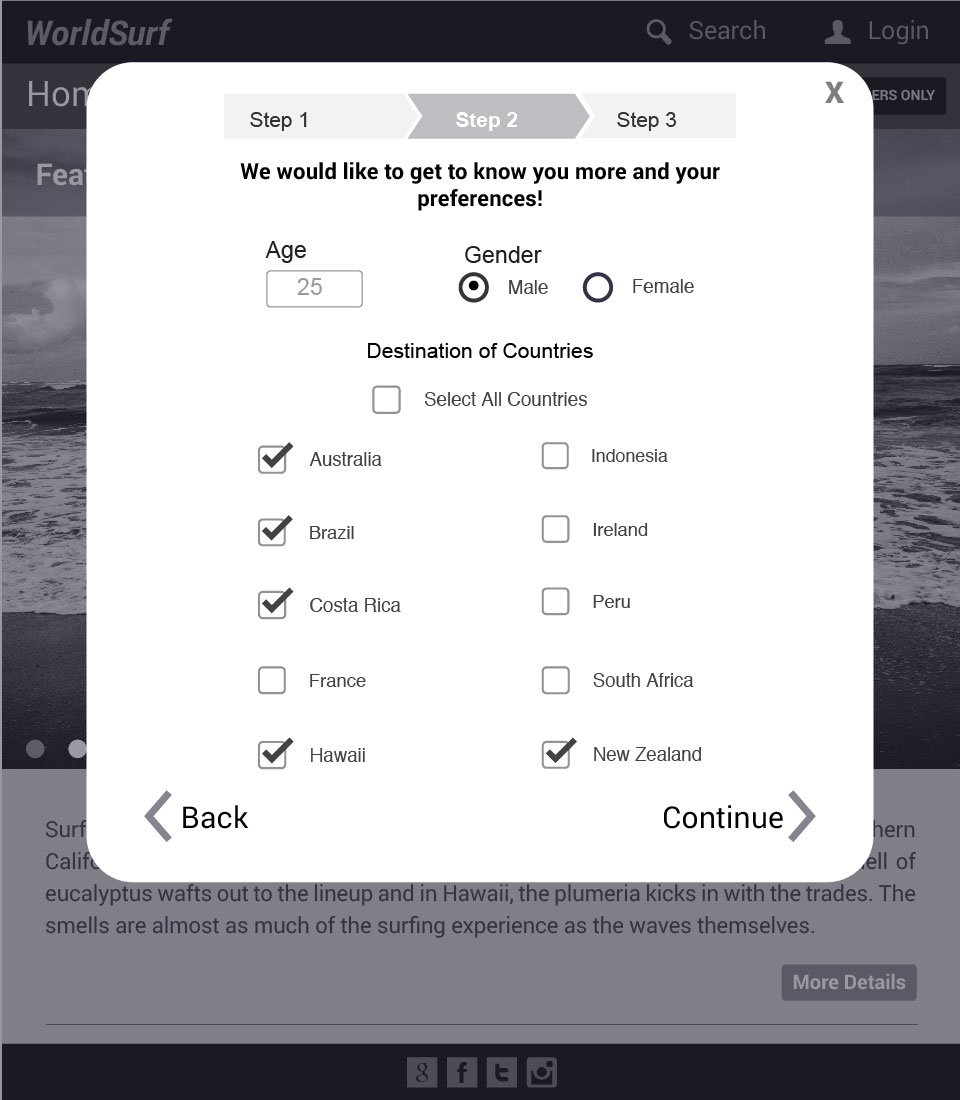 WorldSurf
Search
Login
Hom
ERS ONLY
X
Step 1
Step 2
Step 3
We would like to get to know you more and your
preferences!
Age
Gender
25
Male
Female
Destination of Countries
Select All Countries
Australia
Indonesia
Brazil
Ireland
Costa Rica
Peru
France
South Africa
Hawaii
New Zealand
Back
Continue
Surf
hern
Califo
ell of
eucalyptus wafts out to the lineup and in Hawaii, the plumeria kicks in with the trades. The
smells are almost as much of the surfing experience as the waves themselves.
More Details